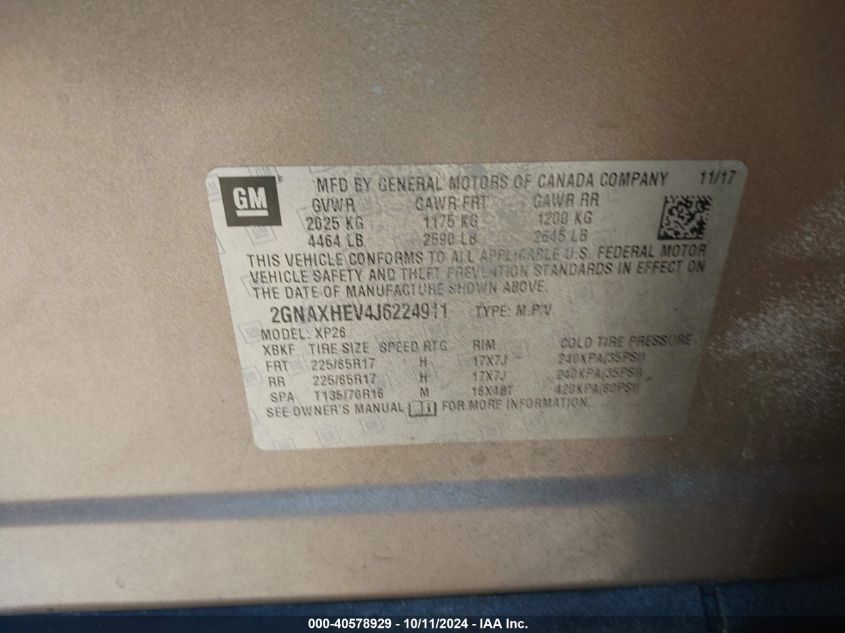 GM ® MFD BY GENERAL MOTORS OF CANADA COMPANY 11/17
GVWR GAWR FRT GAWR RR
2025 KG 1175 KG 1200 KG
4464 LB 2590 LB 2645 LB
THIS VEHICLE CONFORMS TO ALL APPLICABLE U.S. FEDERAL MOTOR
VEHICLE SAFETY AND THEFT PREVENTION STANDARDS IN EFFECT ON
THE DATE OF MANUFACTURE SHOWN ABOVE.
2GNAXHEV4J6224911 TYPE: M.P.V.
MODEL: XP26
XBKF TIRE SIZE SPEED RTG RIM COLD TIRE PRESSURE
FRT 225/65R17 H 17X7J 240KPA(35PSI)
RR 225/65R17 H 17X7J 240KPA(35PSI)
SPA T135/70R16 M 16X4BT 420KPA(60PSI)
SEE OWNER'S MANUAL FOR MORE INFORMATION.
000-40578929 - 10/11/2024 - IAA Inc.